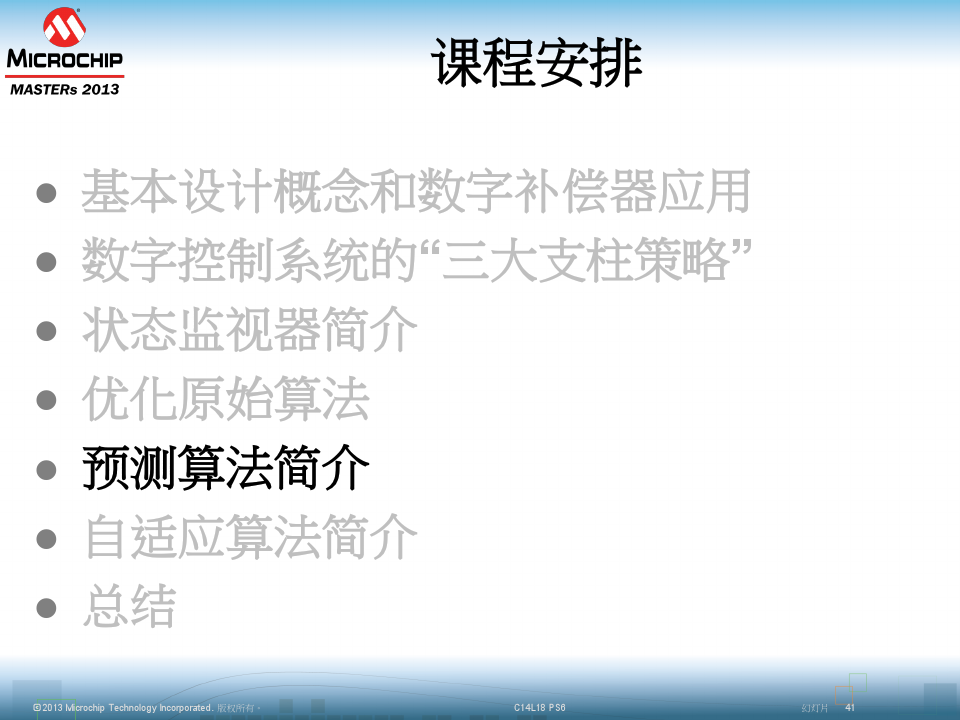 MICROCHIP
MASTERs 2013
课程安排
● 基本设计概念和数字补偿器应用
● 数字控制系统的“三大支柱策略”
● 状态监视器简介
● 优化原始算法
● 预测算法简介
● 自适应算法简介
● 总结
©2013 Microchip Technology Incorporated. 版权所有。
C14L18 PS6
幻灯片 41